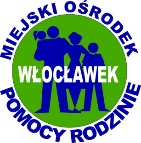 MIEJSKI OŚRODEK
WŁOCŁAWEK
POMOCY RODZINIE